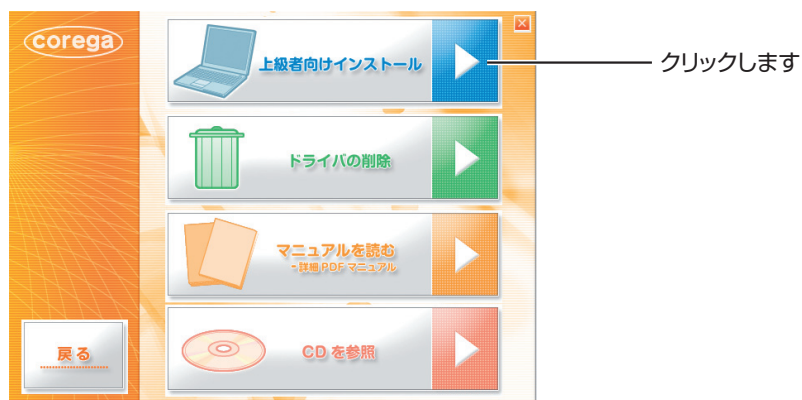 corega
上級者向けインストール
クリックします
ドライバの削除
マニュアルを読む
- 詳細 PDF マニュアル
CD を参照
戻る